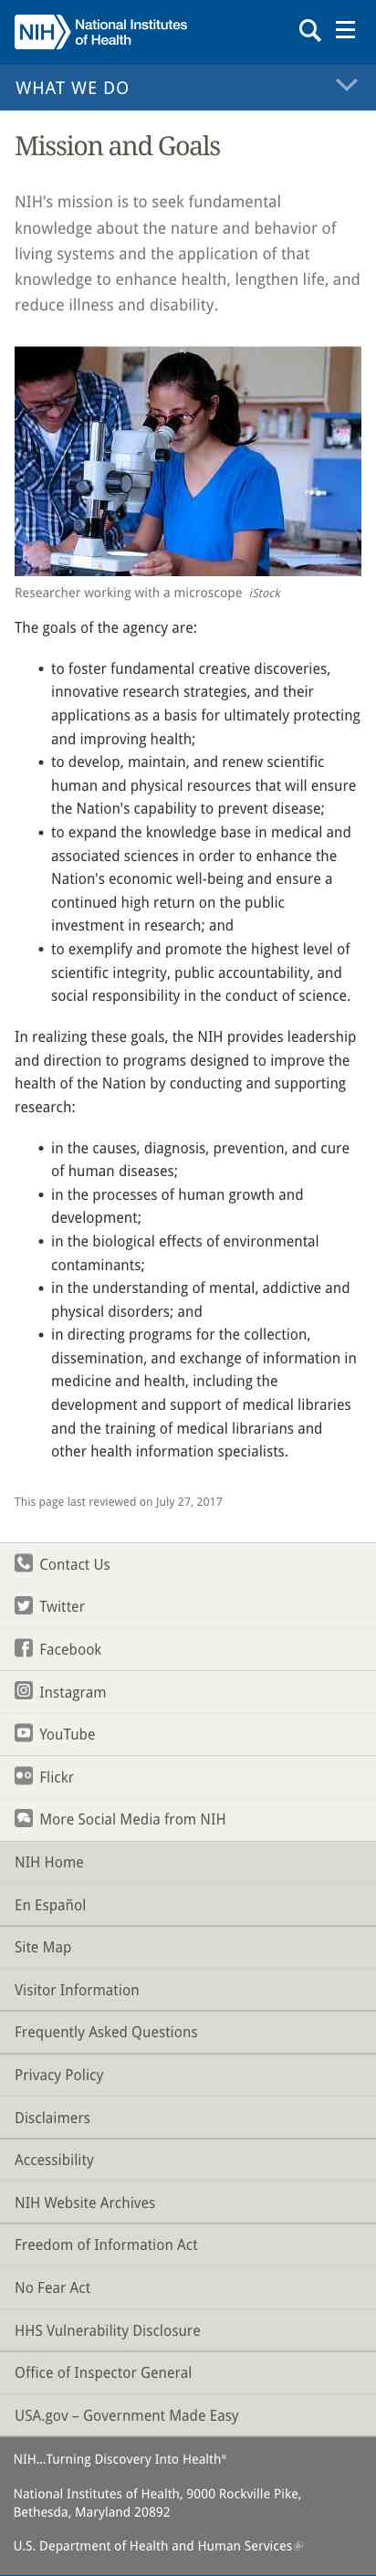 NIH National Institutes
of Health
WHAT WE DO
Mission and Goals
NIH's mission is to seek fundamental
knowledge about the nature and behavior of
living systems and the application of that
knowledge to enhance health, lengthen life, and
reduce illness and disability.
Researcher working with a microscope iStock
The goals of the agency are:
• to foster fundamental creative discoveries,
innovative research strategies, and their
applications as a basis for ultimately protecting
and improving health;
• to develop, maintain, and renew scientific
human and physical resources that will ensure
the Nation's capability to prevent disease;
• to expand the knowledge base in medical and
associated sciences in order to enhance the
Nation's economic well-being and ensure a
continued high return on the public
investment in research; and
• to exemplify and promote the highest level of
scientific integrity, public accountability, and
social responsibility in the conduct of science.
In realizing these goals, the NIH provides leadership
and direction to programs designed to improve the
health of the Nation by conducting and supporting
research:
• in the causes, diagnosis, prevention, and cure
of human diseases;
• in the processes of human growth and
development;
• in the biological effects of environmental
contaminants;
• in the understanding of mental, addictive and
physical disorders; and
• in directing programs for the collection,
dissemination, and exchange of information in
medicine and health, including the
development and support of medical libraries
and the training of medical librarians and
other health information specialists.
This page last reviewed on July 27, 2017
Contact Us
Twitter
Facebook
Instagram
YouTube
Flickr
More Social Media from NIH
NIH Home
En Español
Site Map
Visitor Information
Frequently Asked Questions
Privacy Policy
Disclaimers
Accessibility
NIH Website Archives
Freedom of Information Act
No Fear Act
HHS Vulnerability Disclosure
Office of Inspector General
USA.gov – Government Made Easy
NIH...Turning Discovery Into Health®
National Institutes of Health, 9000 Rockville Pike,
Bethesda, Maryland 20892
U.S. Department of Health and Human Services